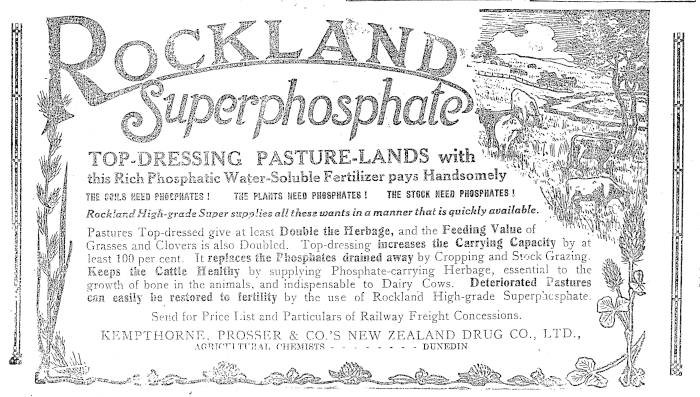 ROCKLAND
Superphosphate
TOP-DRESSING PASTURE-LANDS with
this Rich Phosphatic Water-Soluble Fertilizer pays Handsomely
THE SOILS NEED PHOSPHATES! THE PLANTS NEED PHOSPHATES! THE STOCK NEED PHOSPHATES!
Rockland High-grade Super supplies all these wants in a manner that is quickly available.
Pastures Top-dressed give at least Double the Herbage, and the Feeding Value of
Grasses and Clovers is also Doubled. Top-dressing increases the Carrying Capacity by at
least 100 per cent. It replaces the Phosphates drained away by Cropping and Stock Grazing.
Keeps the Cattle Healthy by supplying Phosphate-carrying Herbage, essential to the
growth of bone in the animals, and indispensable to Dairy Cows. Deteriorated Pastures
can easily be restored to fertility by the use of Rockland High-grade Superphosphate.
Send for Price List and Particulars of Railway Freight Concessions.
KEMPTHORNE, PROSSER & CO.'S NEW ZEALAND DRUG CO., LTD.,
AGRICULTURAL CHEMISTS - - - - - - - - DUNEDIN